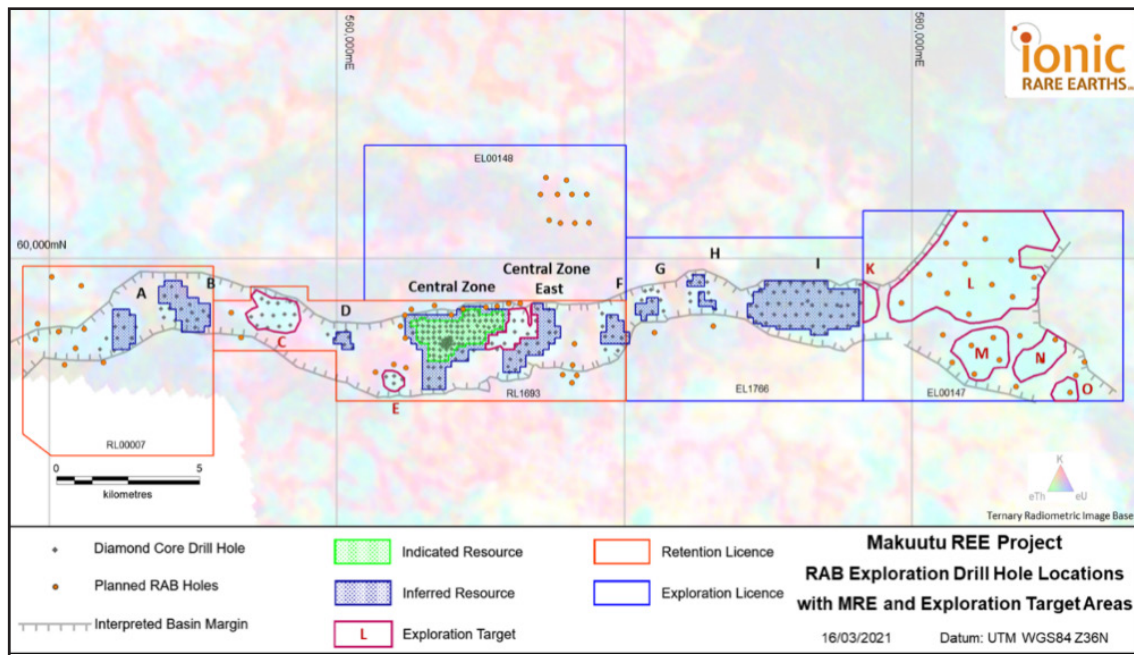 560,000mE
580,000mE
ionic
RARE EARTHS
EL00148
60,000mN
Central Zone
East
Central Zone
A
B
C
D
E
F
G
H
I
K
L
M
N
O
RL00007
RL1693
EL1766
EL00147
0 5
kilometres
K
eTh eU
Ternary Radiometric Image Base
Diamond Core Drill Hole
Planned RAB Holes
Interpreted Basin Margin
Indicated Resource
Inferred Resource
L Exploration Target
Retention Licence
Exploration Licence
Makuutu REE Project
RAB Exploration Drill Hole Locations
with MRE and Exploration Target Areas
16/03/2021 Datum: UTM WGS84 Z36N